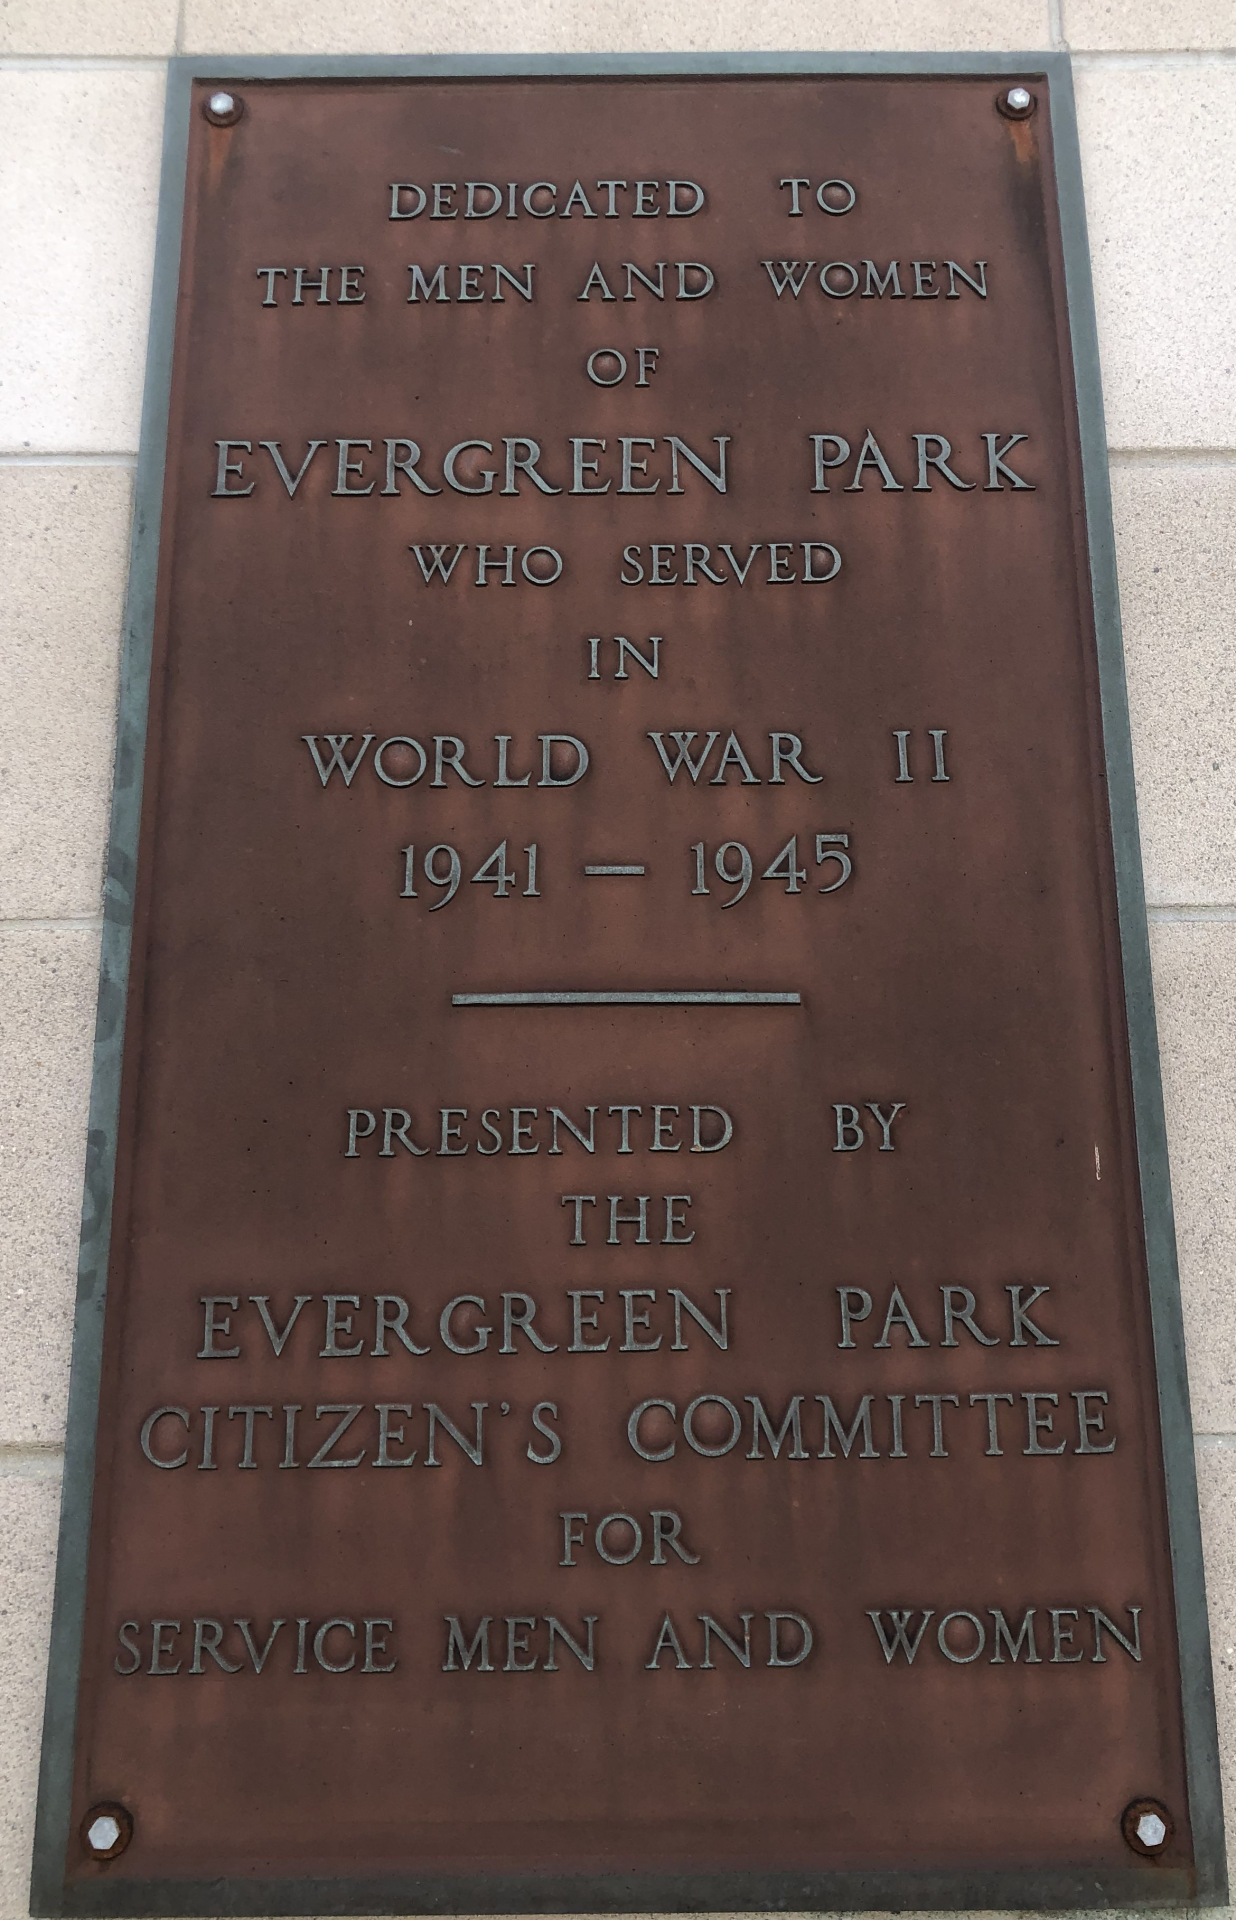 DEDICATED TO
THE MEN AND WOMEN
OF
EVERGREEN PARK
WHO SERVED
IN
WORLD WAR II
1941 — 1945
PRESENTED BY
THE
EVERGREEN PARK
CITIZEN'S COMMITTEE
FOR
SERVICE MEN AND WOMEN